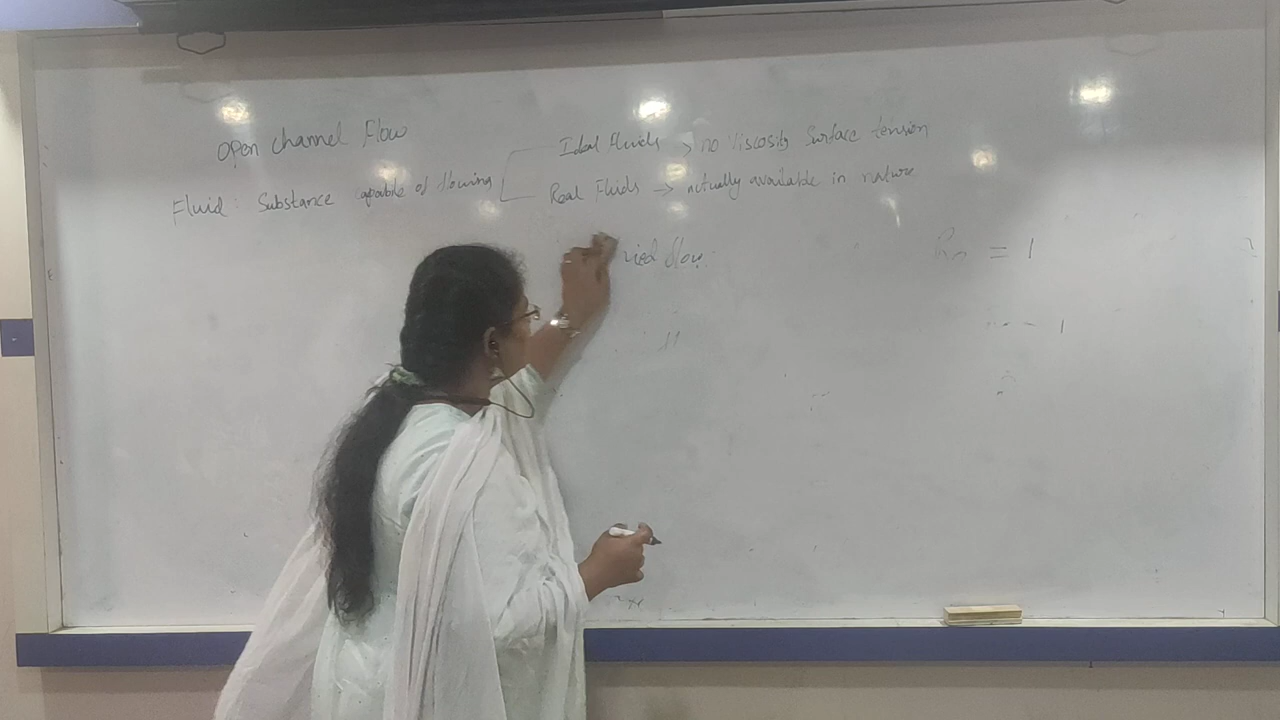 Open Channel Flow
Ideal fluids → no Viscosity Surface tension
Fluid : Substance capable of flowing
Real Fluids → actually available in nature
ried flow.
= 1
1